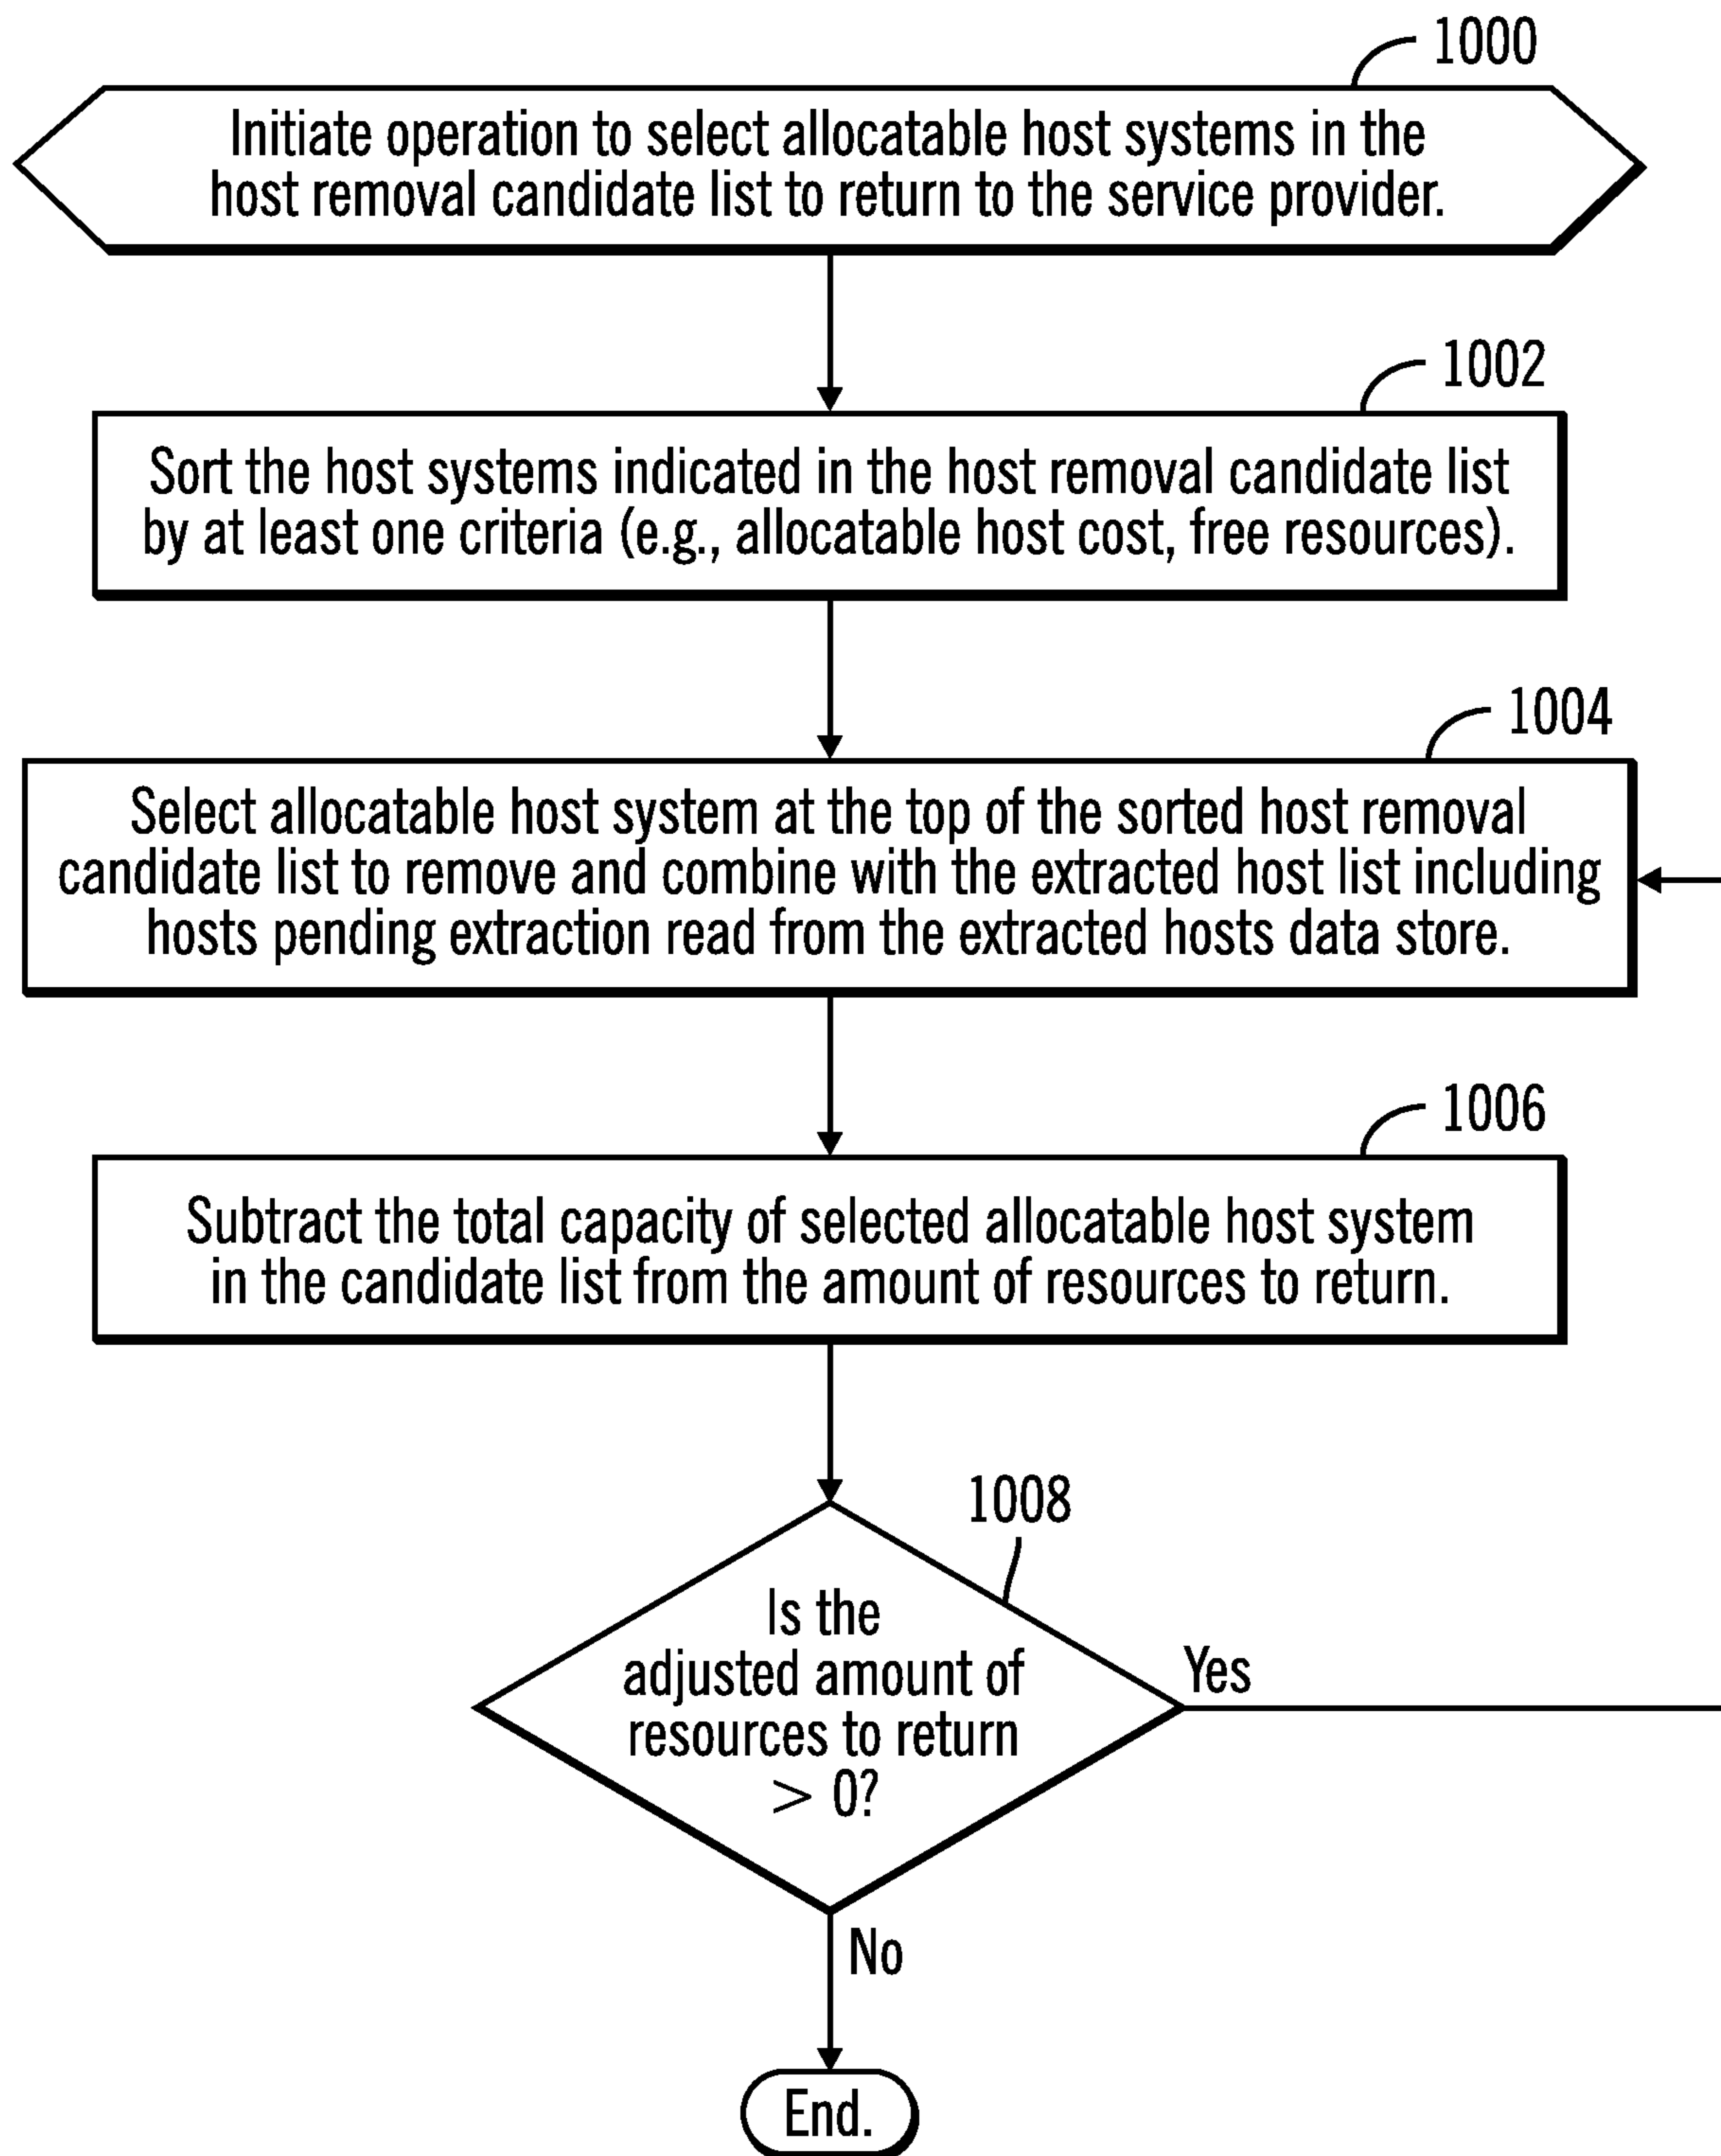 1000
Initiate operation to select allocatable host systems in the
host removal candidate list to return to the service provider.
1002
Sort the host systems indicated in the host removal candidate list
by at least one criteria (e.g., allocatable host cost, free resources).
1004
Select allocatable host system at the top of the sorted host removal
candidate list to remove and combine with the extracted host list including
hosts pending extraction read from the extracted hosts data store.
1006
Subtract the total capacity of selected allocatable host system
in the candidate list from the amount of resources to return.
1008
Is the
adjusted amount of
resources to return
> 0?
Yes
No
End.